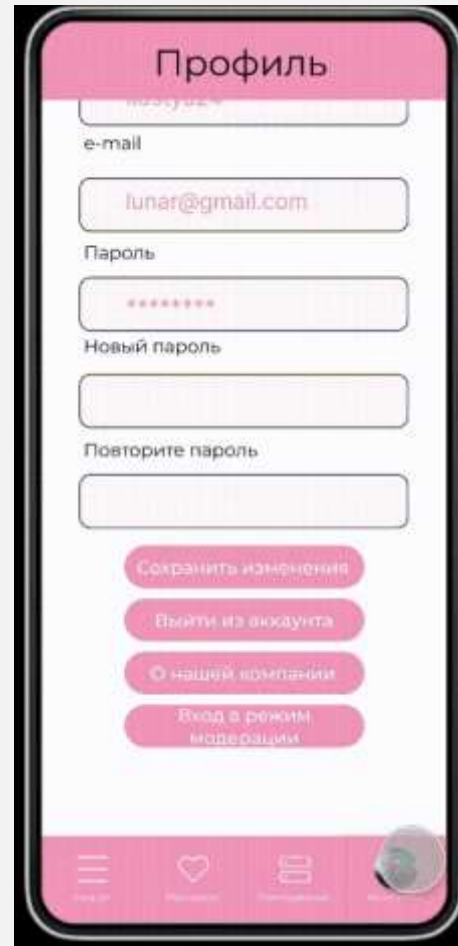 Профиль
e-mail
lunar@gmail.com
Пароль
********
Новый пароль
Повторите пароль
Сохранить изменения
Выйти из аккаунта
О нашей компании
Вход в режим
модерации